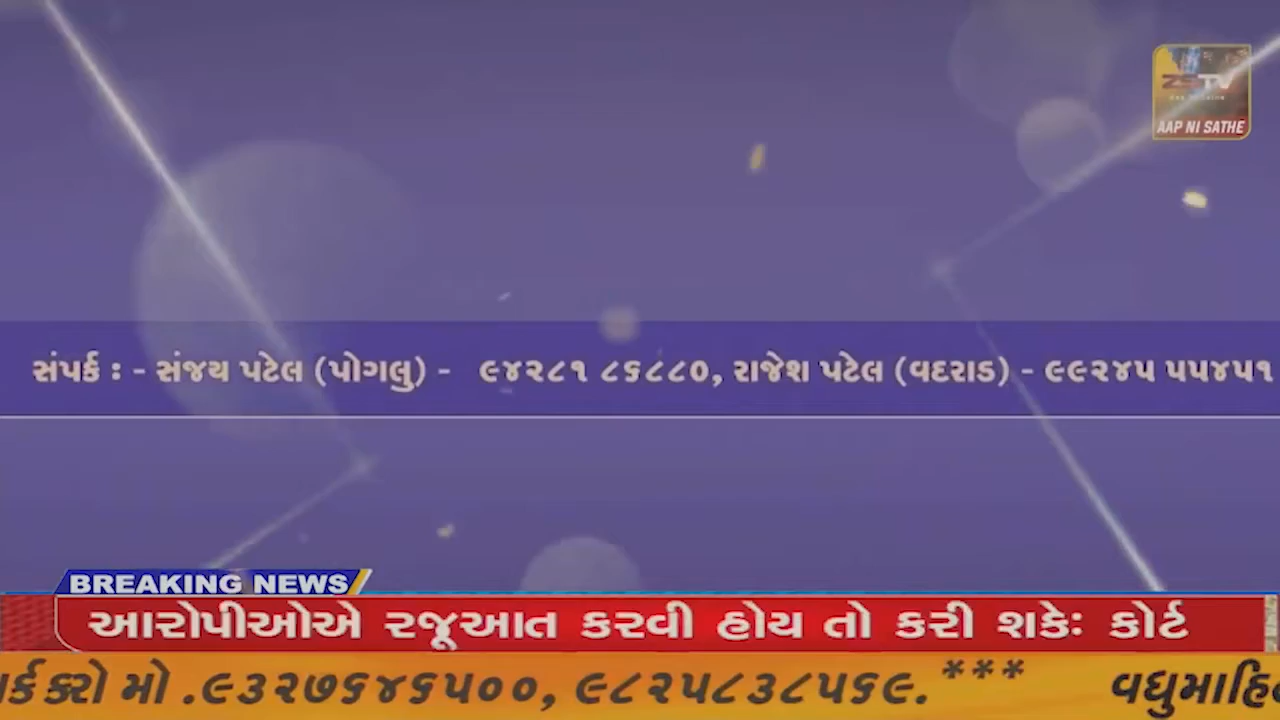 ZSTV
AAP NI SATHE
સંપર્ક : - સંજય પટેલ (પોગલુ) - ૯૪૨૮૧ ૮૬૮૮૦, રાજેશ પટેલ (વદરાડ) - ૯૯૨૪૫ ૫૫૪૫૧
BREAKING NEWS
આરોપીઓએ રજૂઆત કરવી હોય તો કરી શકેઃ કોર્ટ
કરો મો .૯૩૨૭૬૪૬૫૦૦, ૯૮૨૫૮૩૮૫૬૯.***